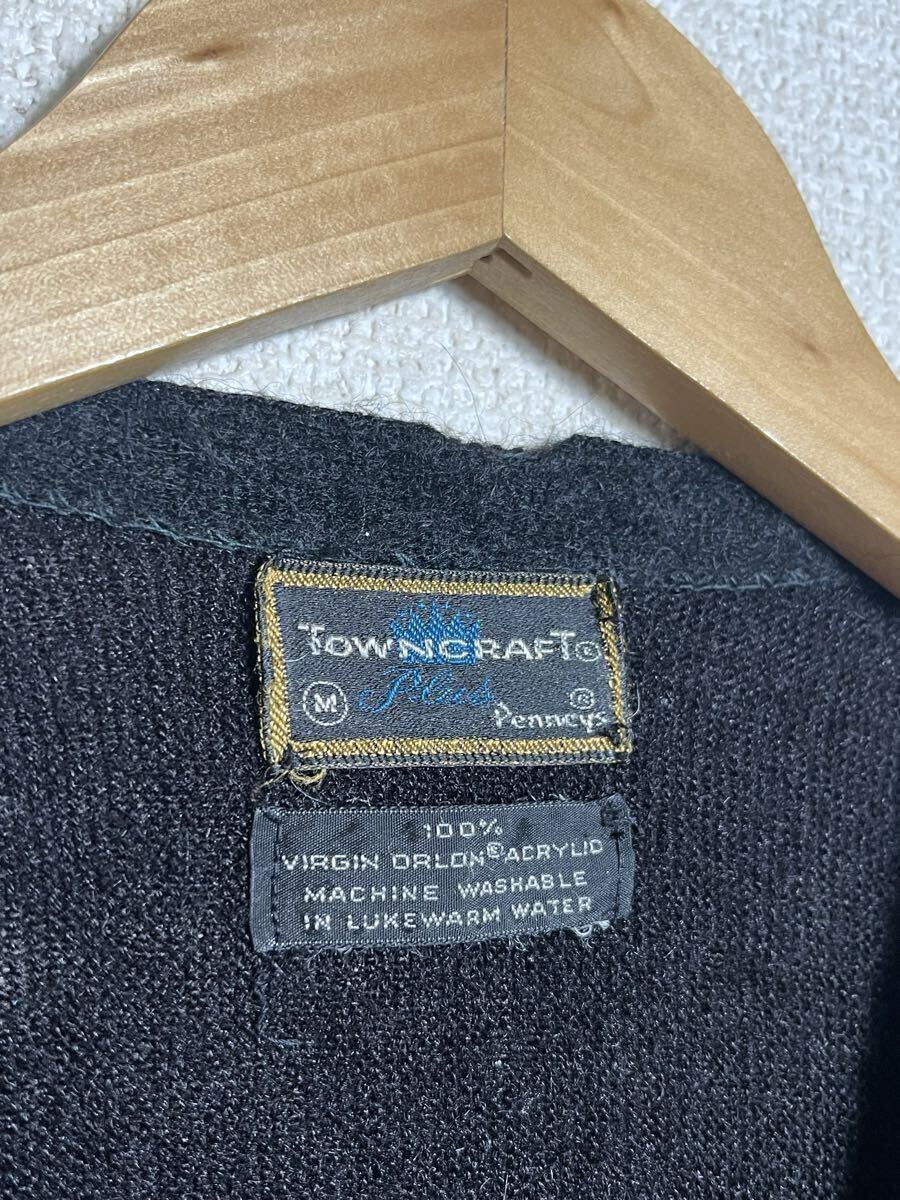 TOWNCRAFT®
M Plus
® Penneys
100%
VIRGIN ORLON® ACRYLIC
MACHINE WASHABLE
IN LUKEWARM WATER